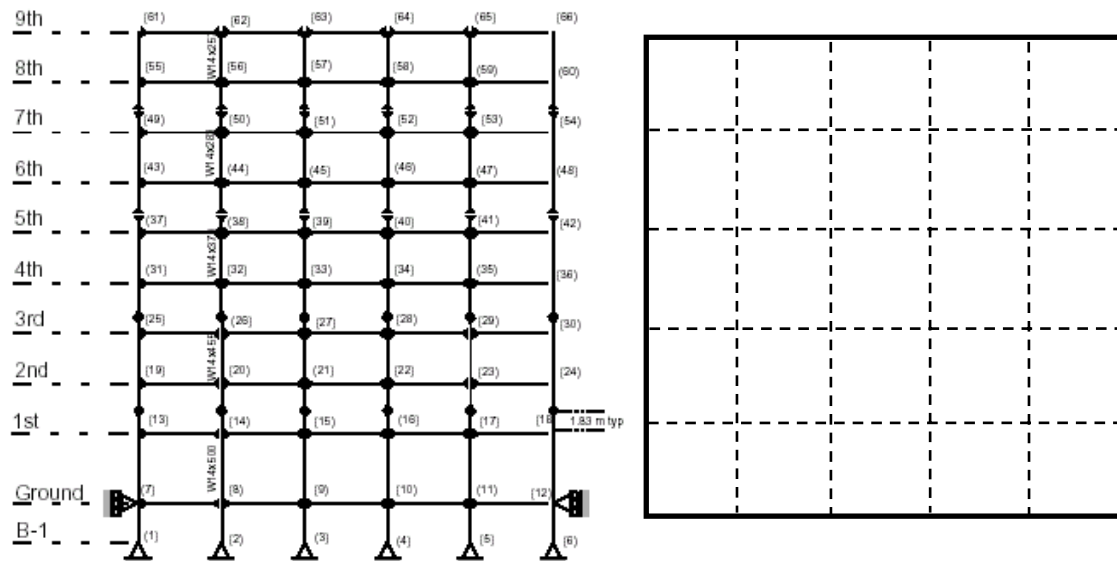 9th (61) (62) (63) (64) (65) (66)
8th (55) (56) (57) (58) (59) (60)
7th (49) (50) (51) (52) (53) (54)
6th (43) (44) (45) (46) (47) (48)
5th (37) (38) (39) (40) (41) (42)
4th (31) (32) (33) (34) (35) (36)
3rd (25) (26) (27) (28) (29) (30)
2nd (19) (20) (21) (22) (23) (24)
1st (13) (14) (15) (16) (17) (18
1.83 m typ
Ground (7) (8) (9) (10) (11) (12)
B-1 (1) (2) (3) (4) (5) (6)
W14x500